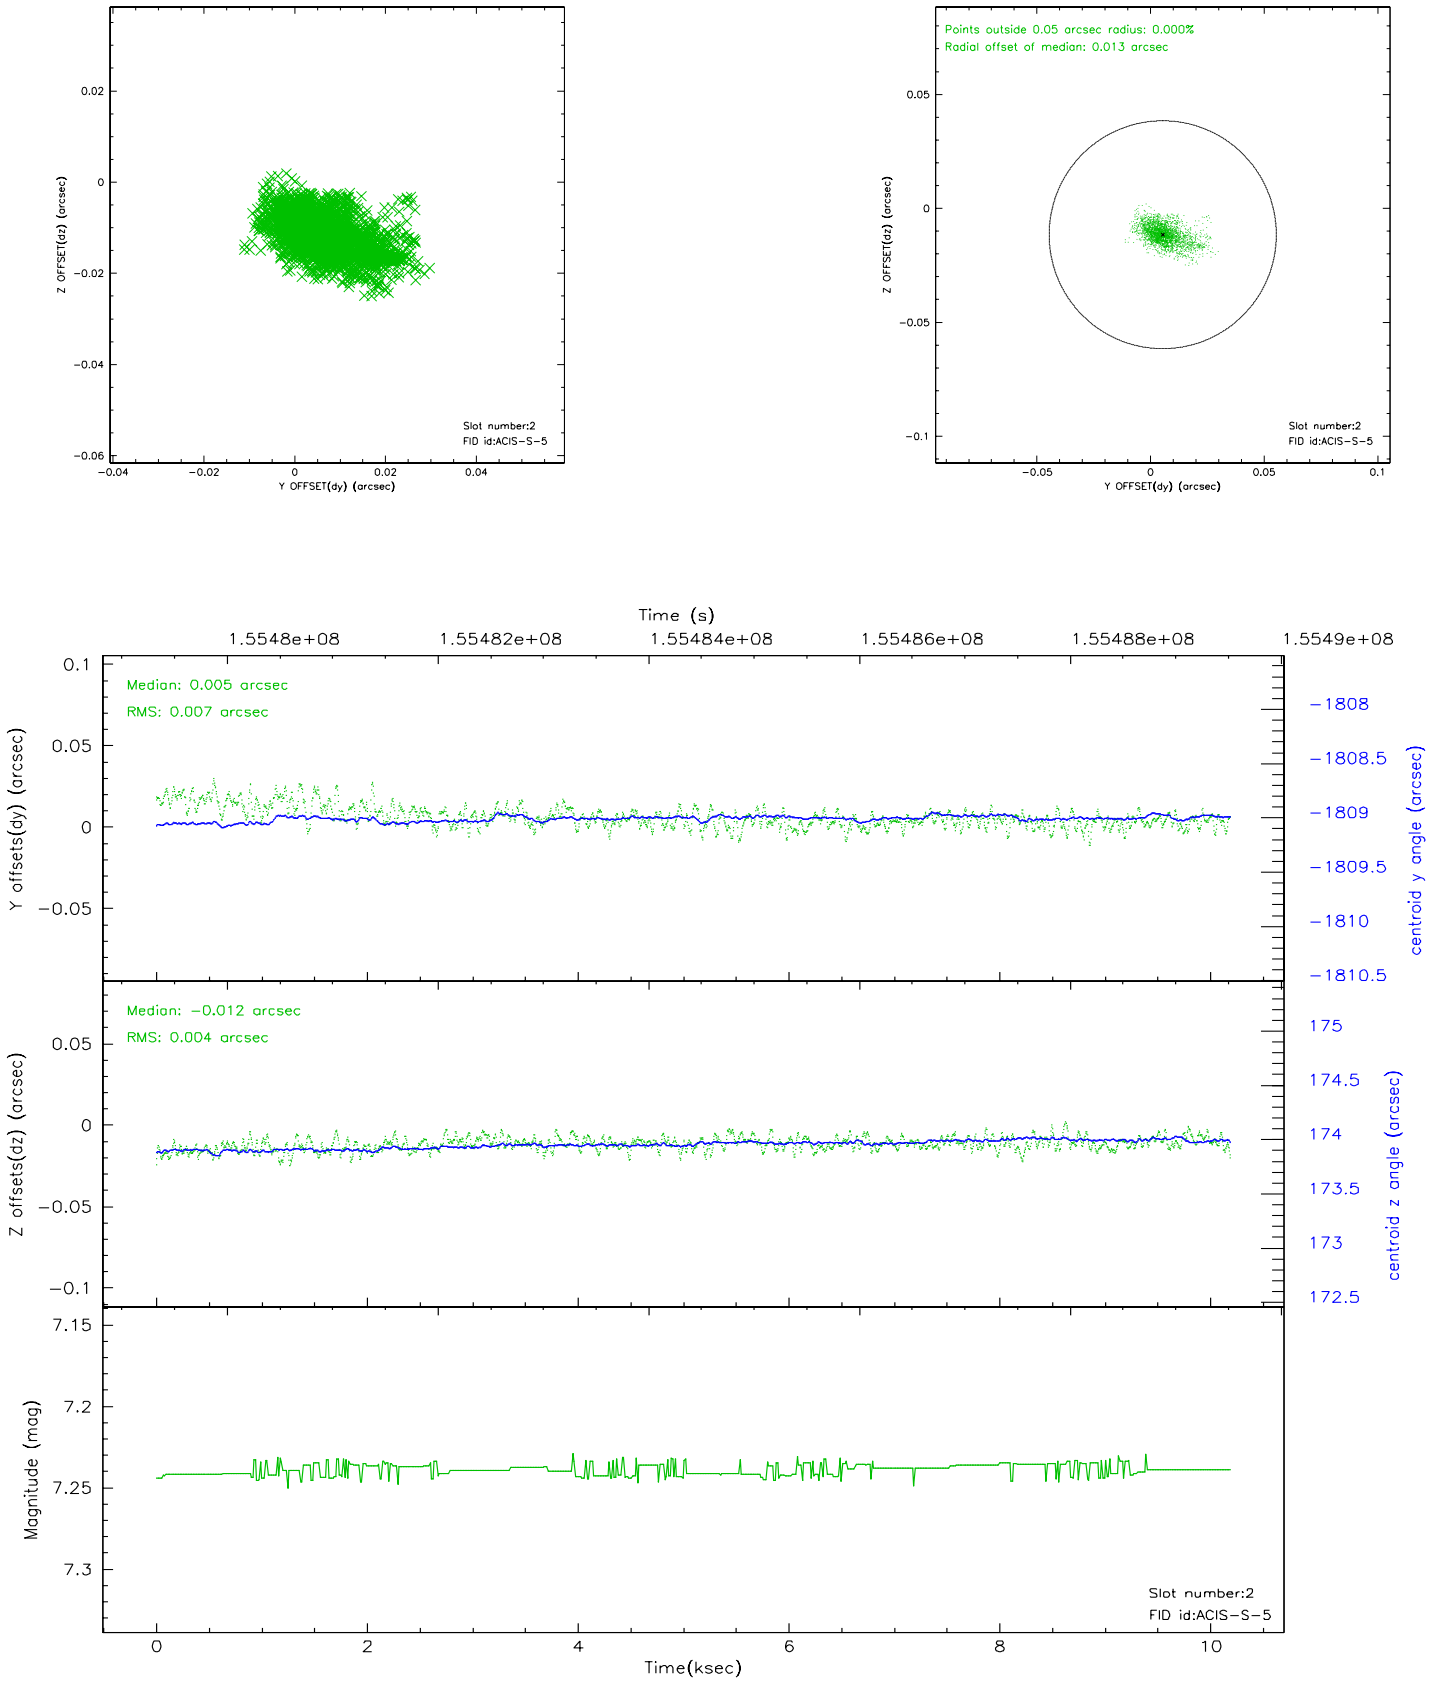 0.02
0
−0.02
−0.04
−0.06
Z OFFSET(dz) (arcsec)
Slot number:2
FID id:ACIS−S−5
−0.04
−0.02
0
0.02
0.04
Y OFFSET(dy) (arcsec)
Points outside 0.05 arcsec radius: 0.000%
Radial offset of median: 0.013 arcsec
0.05
0
−0.05
−0.1
Z OFFSET(dz) (arcsec)
Slot number:2
FID id:ACIS−S−5
−0.05
0
0.05
0.1
Y OFFSET(dy) (arcsec)
Time (s)
1.5548e+08
1.55482e+08
1.55484e+08
1.55486e+08
1.55488e+08
1.5549e+08
Median: 0.005 arcsec
RMS: 0.007 arcsec
0.1
0.05
0
−0.05
Y offsets(dy) (arcsec)
−1808
−1808.5
−1809
−1809.5
−1810
−1810.5
centroid y angle (arcsec)
Median: −0.012 arcsec
RMS: 0.004 arcsec
0.05
0
−0.05
−0.1
Z offsets(dz) (arcsec)
175
174.5
174
173.5
173
172.5
centroid z angle (arcsec)
7.15
7.2
7.25
7.3
Magnitude (mag)
Slot number:2
FID id:ACIS−S−5
0
2
4
6
8
10
Time(ksec)